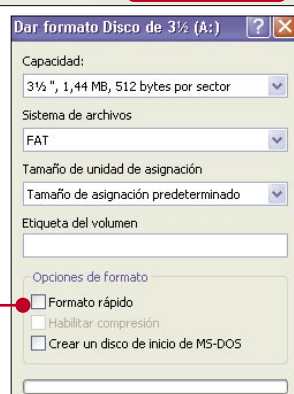 Dar formato Disco de 3½ (A:)
Capacidad:
3½ ", 1,44 MB, 512 bytes por sector
Sistema de archivos
FAT
Tamaño de unidad de asignación
Tamaño de asignación predeterminado
Etiqueta del volumen
Opciones de formato
Formato rápido
Habilitar compresión
Crear un disco de inicio de MS-DOS